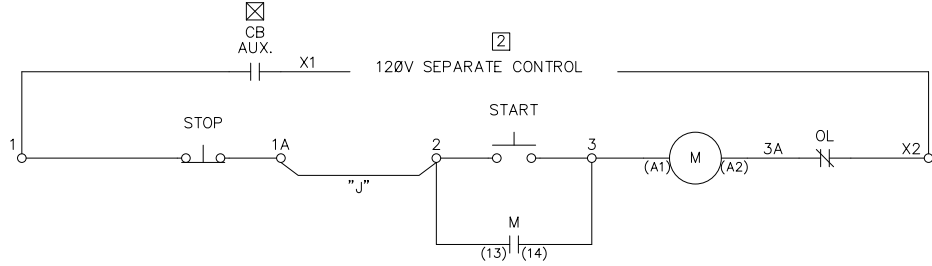 CB
AUX.
X1
2
120V SEPARATE CONTROL
STOP
START
1
1A
2
3
3A
OL
X2
M
(A1)
(A2)
"J"
M
(13)
(14)